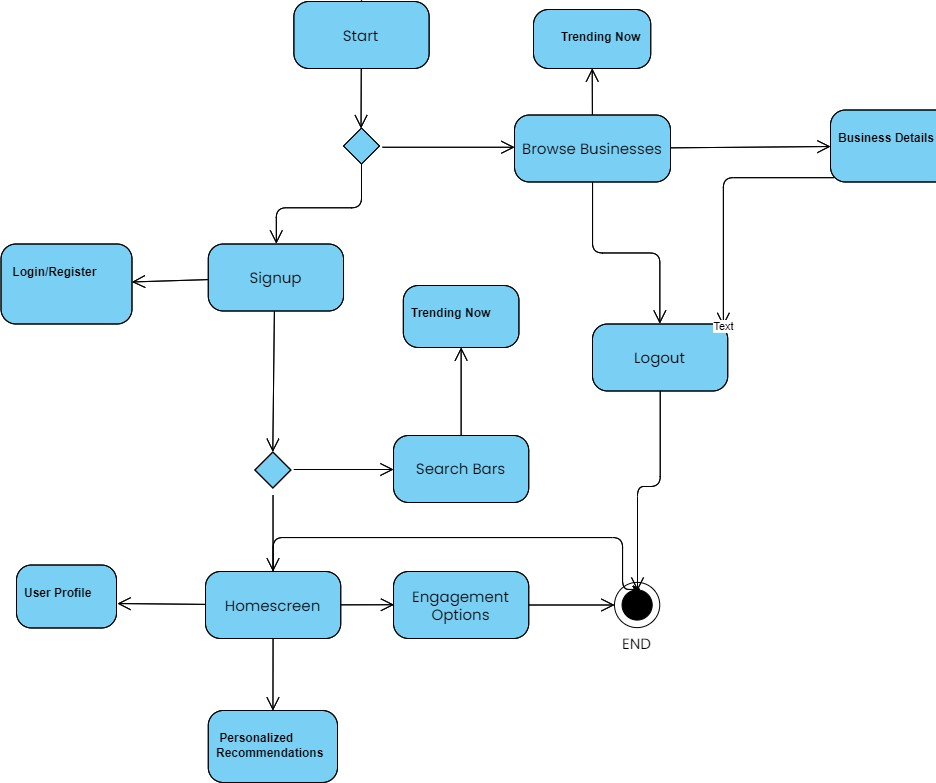 Start
Trending Now
Browse Businesses
Business Details
Login/Register
Signup
Trending Now
Text
Logout
Search Bars
User Profile
Homescreen
Engagement
Options
END
Personalized
Recommendations